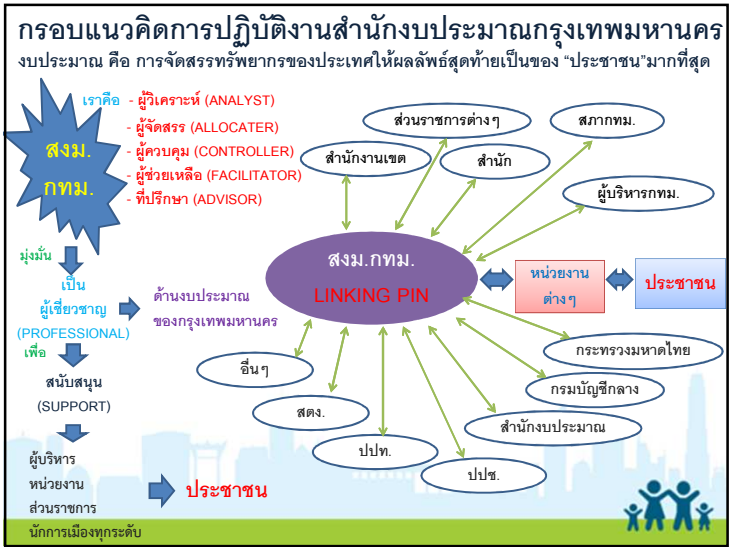 กรอบแนวคิดการปฏิบัติงานสำนักงบประมาณกรุงเทพมหานคร
งบประมาณ คือ การจัดสรรทรัพยากรของประเทศให้ผลลัพธ์สุดท้ายเป็นของ “ประชาชน”มากที่สุด
สงม.
กทม.
เราคือ - ผู้วิเคราะห์ (ANALYST)
- ผู้จัดสรร (ALLOCATER)
- ผู้ควบคุม (CONTROLLER)
- ผู้ช่วยเหลือ (FACILITATOR)
- ที่ปรึกษา (ADVISOR)
มุ่งมั่น
เป็น
ผู้เชี่ยวชาญ
(PROFESSIONAL)
ด้านงบประมาณ
ของกรุงเทพมหานคร
เพื่อ
สนับสนุน
(SUPPORT)
ผู้บริหาร
หน่วยงาน
ส่วนราชการ
นักการเมืองทุกระดับ
ประชาชน
สำนักงานเขต
ส่วนราชการต่างๆ
สำนัก
สภากทม.
ผู้บริหารกทม.
สงม.กทม.
LINKING PIN
หน่วยงาน
ต่างๆ
ประชาชน
กระทรวงมหาดไทย
กรมบัญชีกลาง
สำนักงบประมาณ
ปปช.
ปปท.
สตง.
อื่นๆ